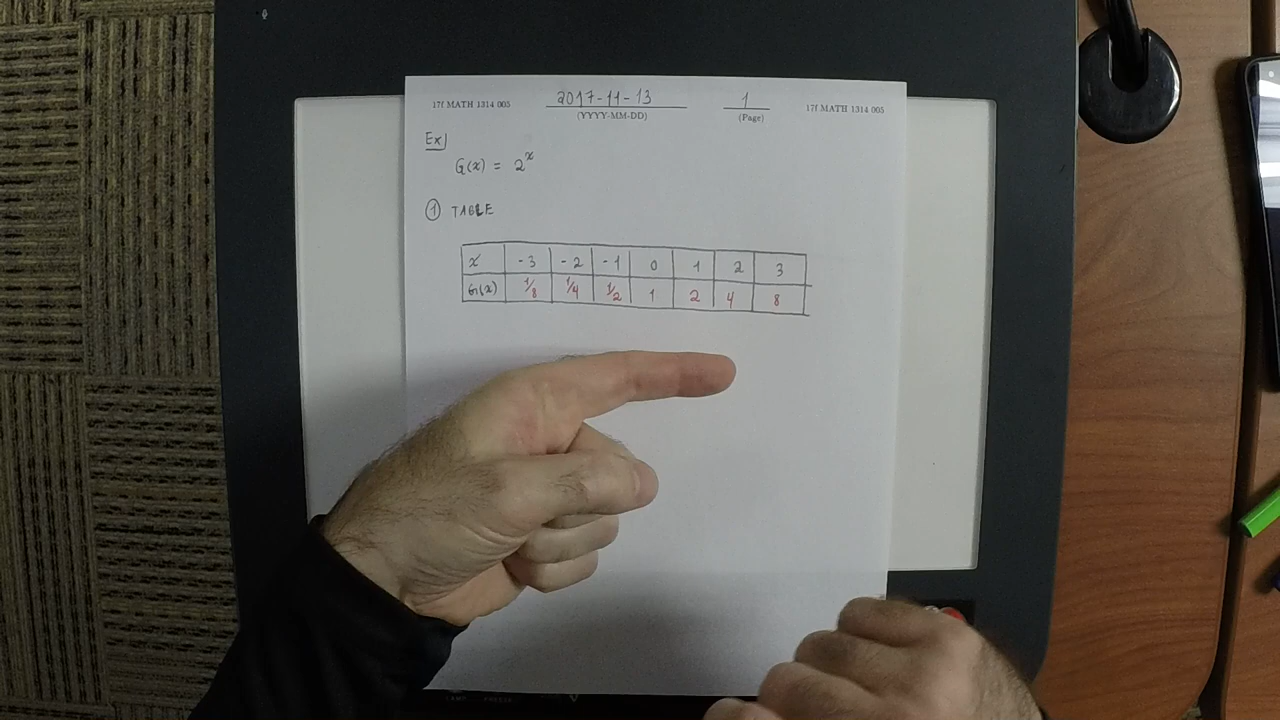 17f MATH 1314 005 2017-11-13 1 17f MATH 1314 005
(YYYY-MM-DD) (Page)
Ex)
G(x) = 2^x
① TABLE
x -3 -2 -1 0 1 2 3
G(x) 1/8 1/4 1/2 1 2 4 8